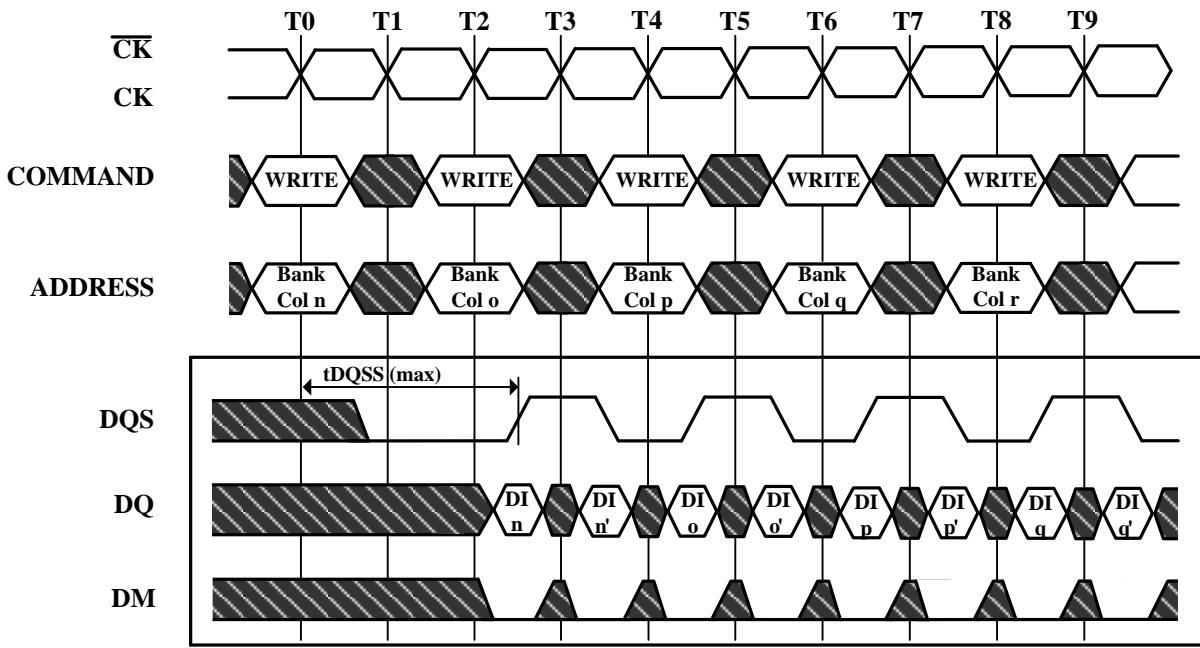 T0 T1 T2 T3 T4 T5 T6 T7 T8 T9
CK
CK
COMMAND WRITE WRITE WRITE WRITE WRITE
ADDRESS
Bank Bank Bank Bank Bank
Col n Col o Col p Col q Col r
tDQSS (max)
DQS
DQ
DI DI DI DI DI DI DI DI
n n' o o' p p' q q'
DM